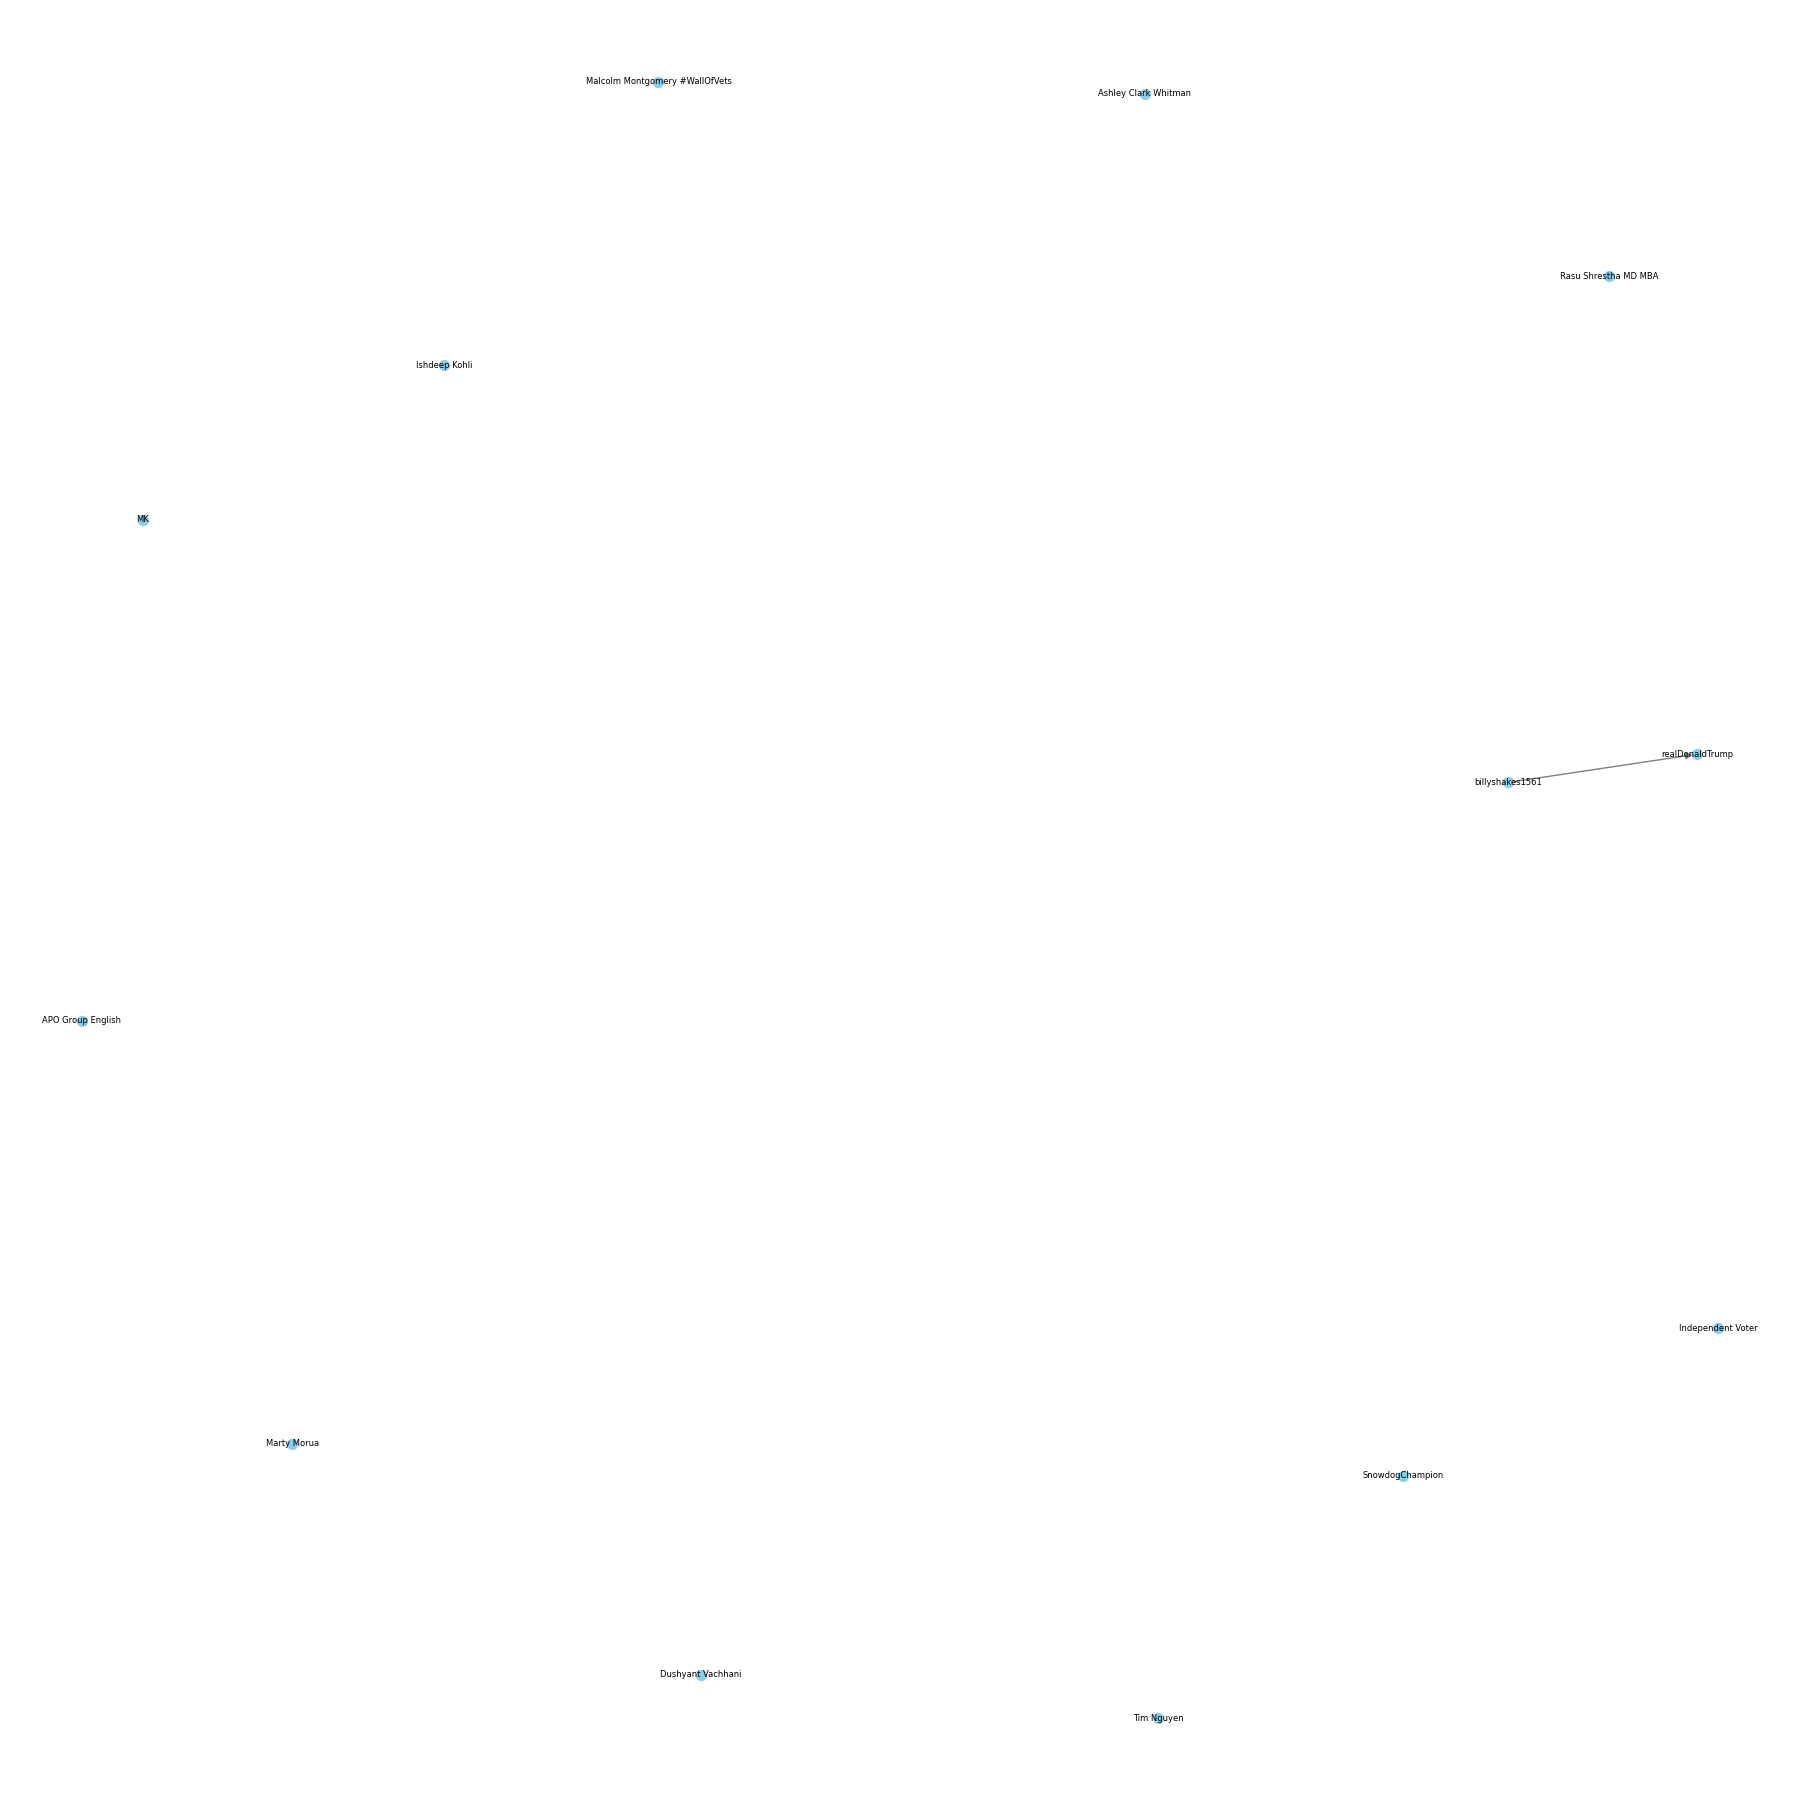 Malcolm Montgomery #WallOfVets
Ashley Clark Whitman
Rasu Shrestha MD MBA
Ishdeep Kohli
MK
realDonaldTrump
billyshakes1561
APO Group English
Independent Voter
Marty Morua
SnowdogChampion
Dushyant Vachhani
Tim Nguyen